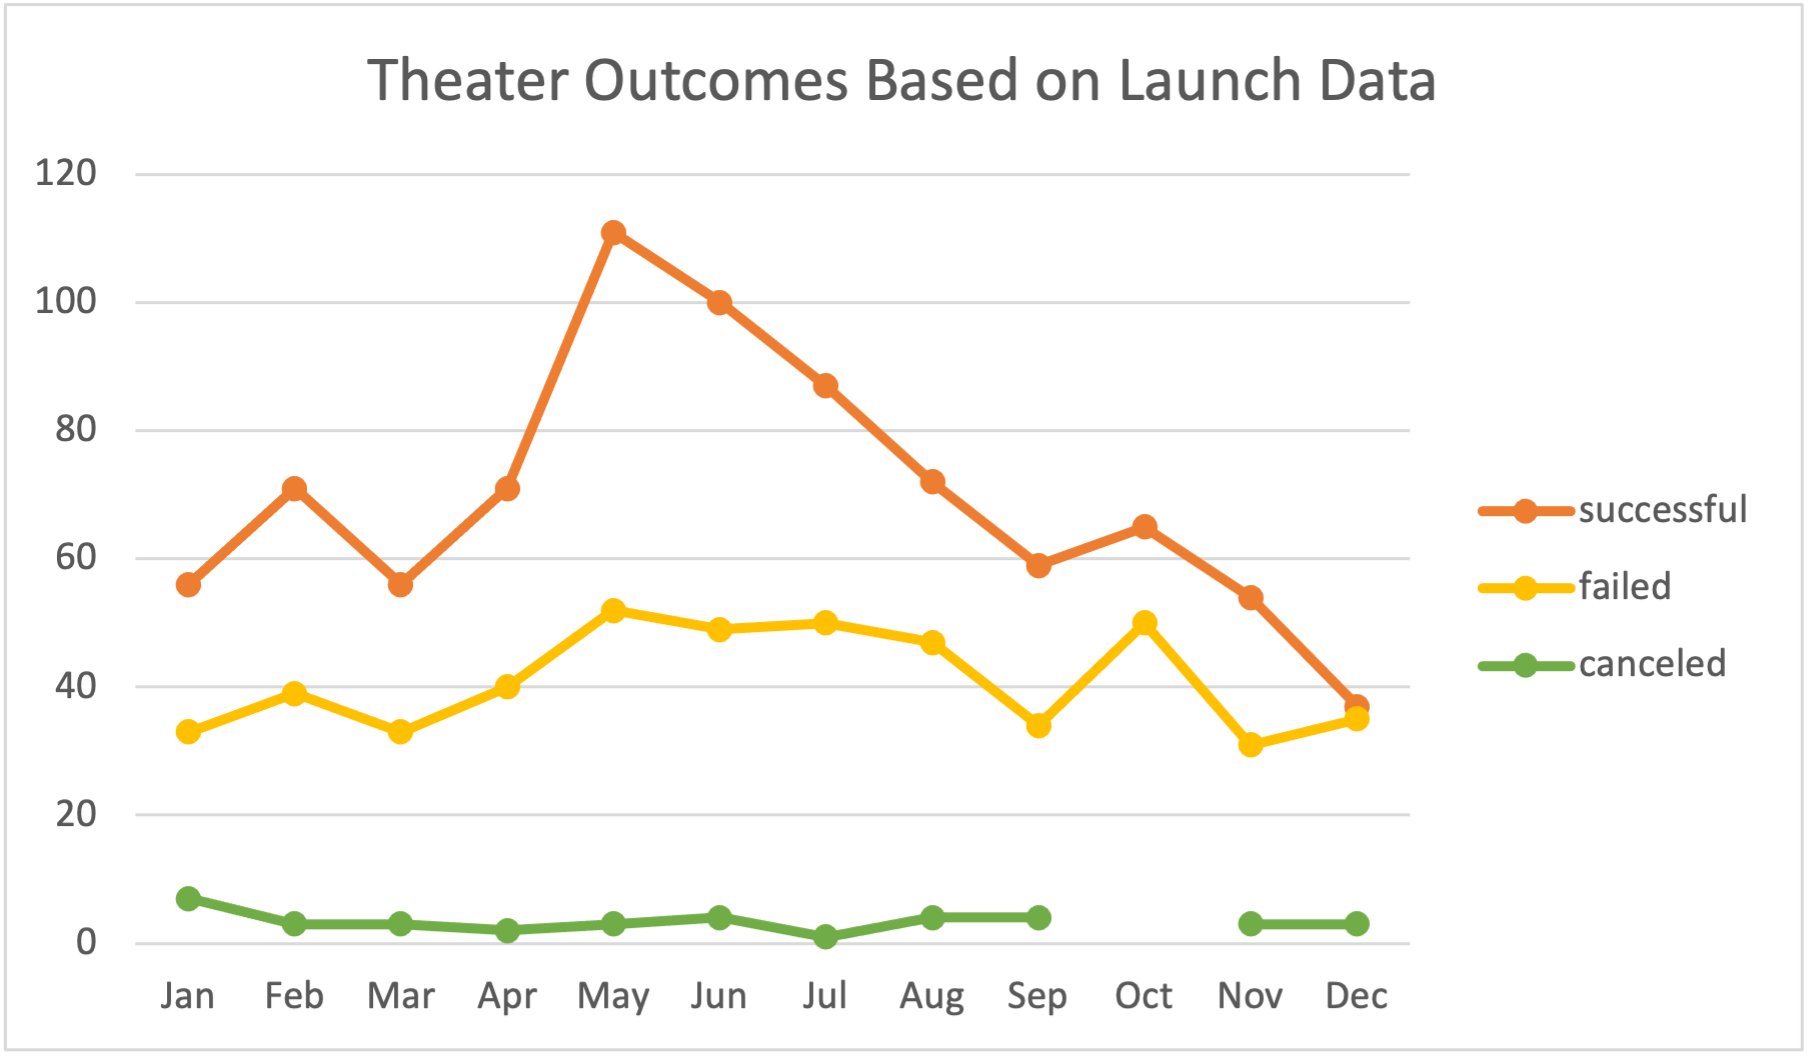 Theater Outcomes Based on Launch Data
120
100
80
60
40
20
0
Jan Feb Mar Apr May Jun Jul Aug Sep Oct Nov Dec
successful
failed
canceled